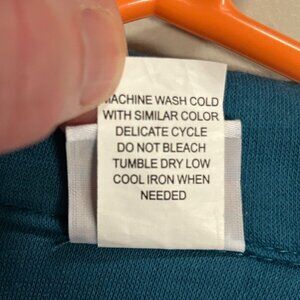 MACHINE WASH COLD
WITH SIMILAR COLOR
DELICATE CYCLE
DO NOT BLEACH
TUMBLE DRY LOW
COOL IRON WHEN
NEEDED